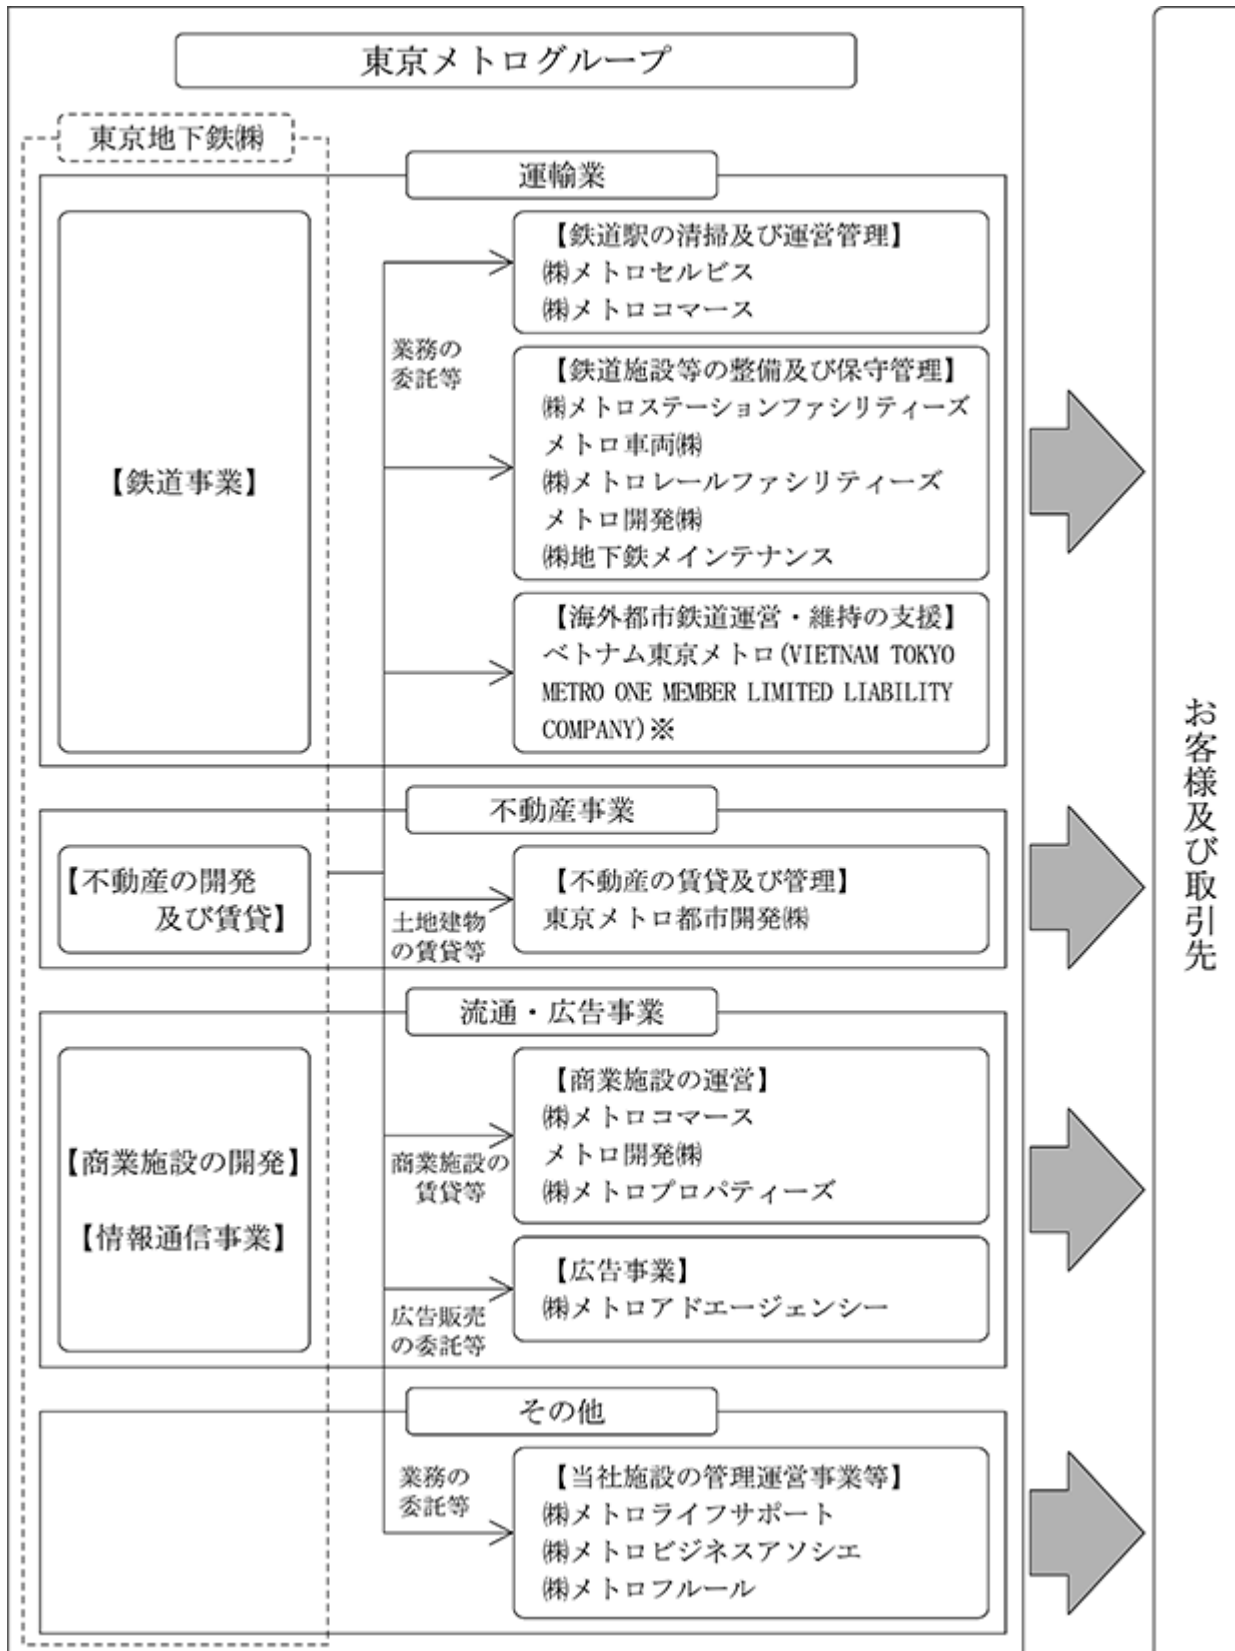 東京メトログループ
東京地下鉄㈱
運輸業
【鉄道事業】
業務の
委託等
【鉄道駅の清掃及び運営管理】
㈱メトロセルビス
㈱メトロコマース
【鉄道施設等の整備及び保守管理】
㈱メトロステーションファシリティーズ
メトロ車両㈱
㈱メトロレールファシリティーズ
メトロ開発㈱
㈱地下鉄メインテナンス
【海外都市鉄道運営・維持の支援】
ベトナム東京メトロ(VIETNAM TOKYO
METRO ONE MEMBER LIMITED LIABILITY
COMPANY)※
不動産事業
【不動産の開発
及び賃貸】
土地建物
の賃貸等
【不動産の賃貸及び管理】
東京メトロ都市開発㈱
流通・広告事業
【商業施設の開発】
【情報通信事業】
商業施設の
賃貸等
【商業施設の運営】
㈱メトロコマース
メトロ開発㈱
㈱メトロプロパティーズ
広告販売
の委託等
【広告事業】
㈱メトロアドエージェンシー
その他
業務の
委託等
【当社施設の管理運営事業等】
㈱メトロライフサポート
㈱メトロビジネスアソシエ
㈱メトロフルール
お客様及び取引先